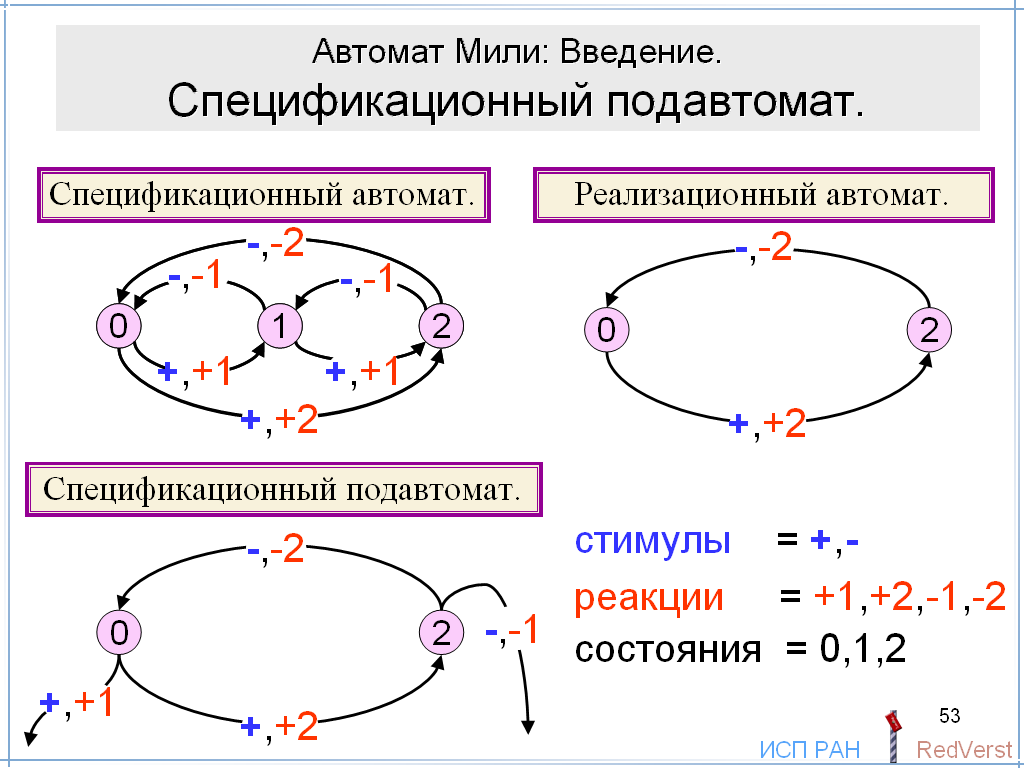 Автомат Мили: Введение.
Спецификационный подавтомат.
Спецификационный автомат.
-,-2
-,-1
-,-1
0
1
2
+,+1
+,+1
+,+2
Реализационный автомат.
-,-2
0
2
+,+2
Спецификационный подавтомат.
-,-2
0
2
-,-1
+,+1
+,+2
стимулы = +,-
реакции = +1,+2,-1,-2
состояния = 0,1,2
53
ИСП РАН
RedVerst